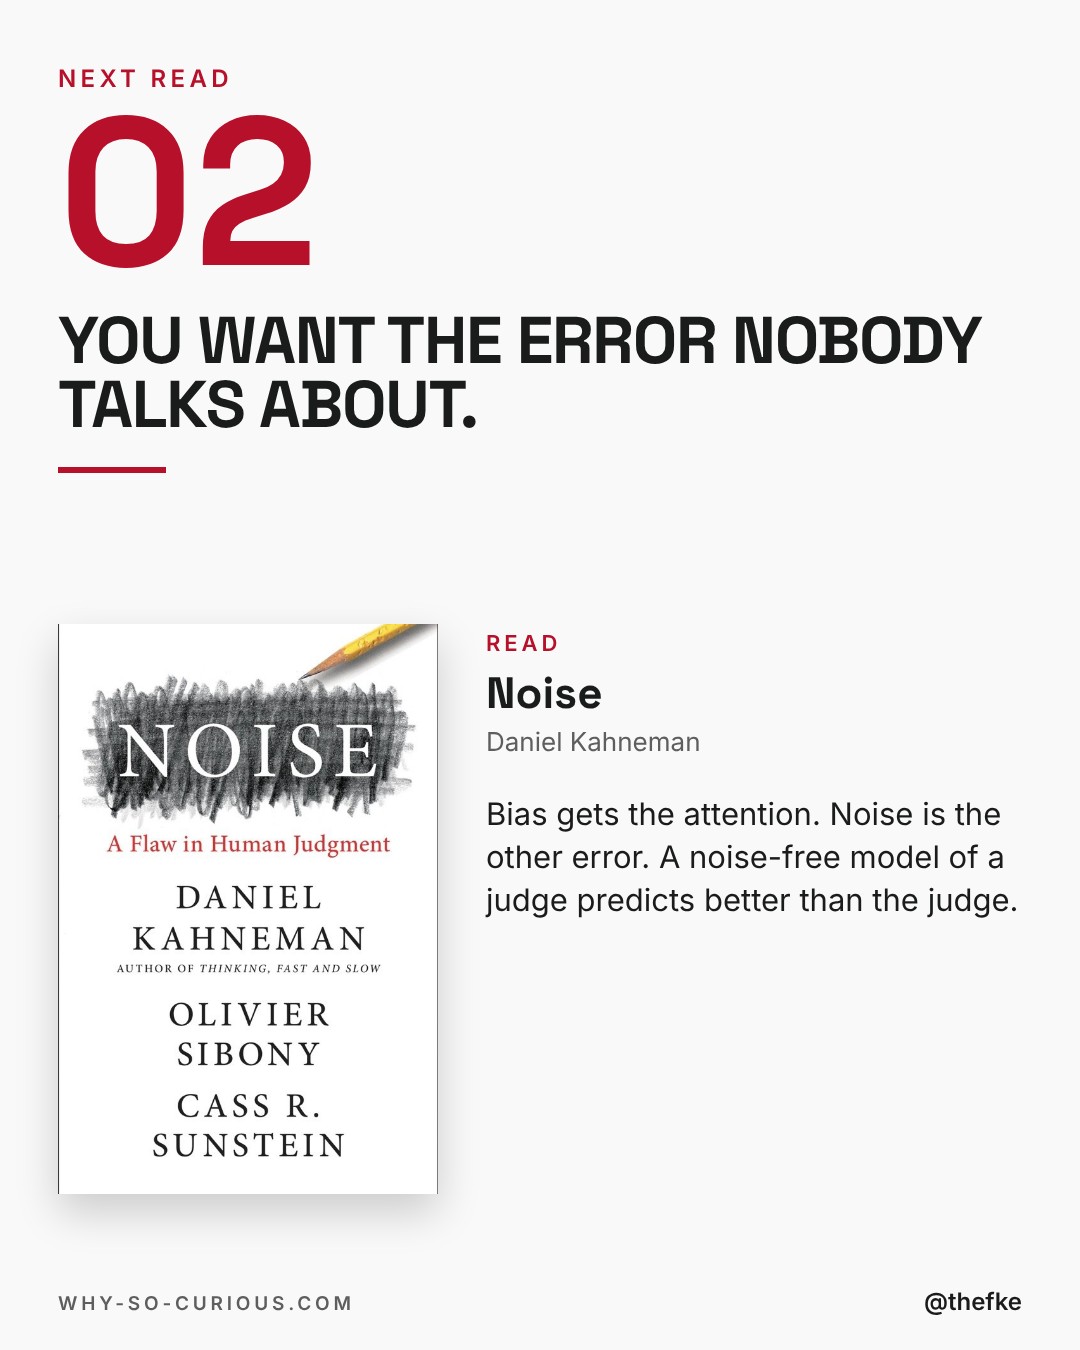 NEXT READ
02
YOU WANT THE ERROR NOBODY
TALKS ABOUT.
NOISE
A Flaw in Human Judgment
DANIEL
KAHNEMAN
AUTHOR OF THINKING, FAST AND SLOW
OLIVIER
SIBONY
CASS R.
SUNSTEIN
READ
Noise
Daniel Kahneman
Bias gets the attention. Noise is the
other error. A noise-free model of a
judge predicts better than the judge.
WHY-SO-CURIOUS.COM
@thefke